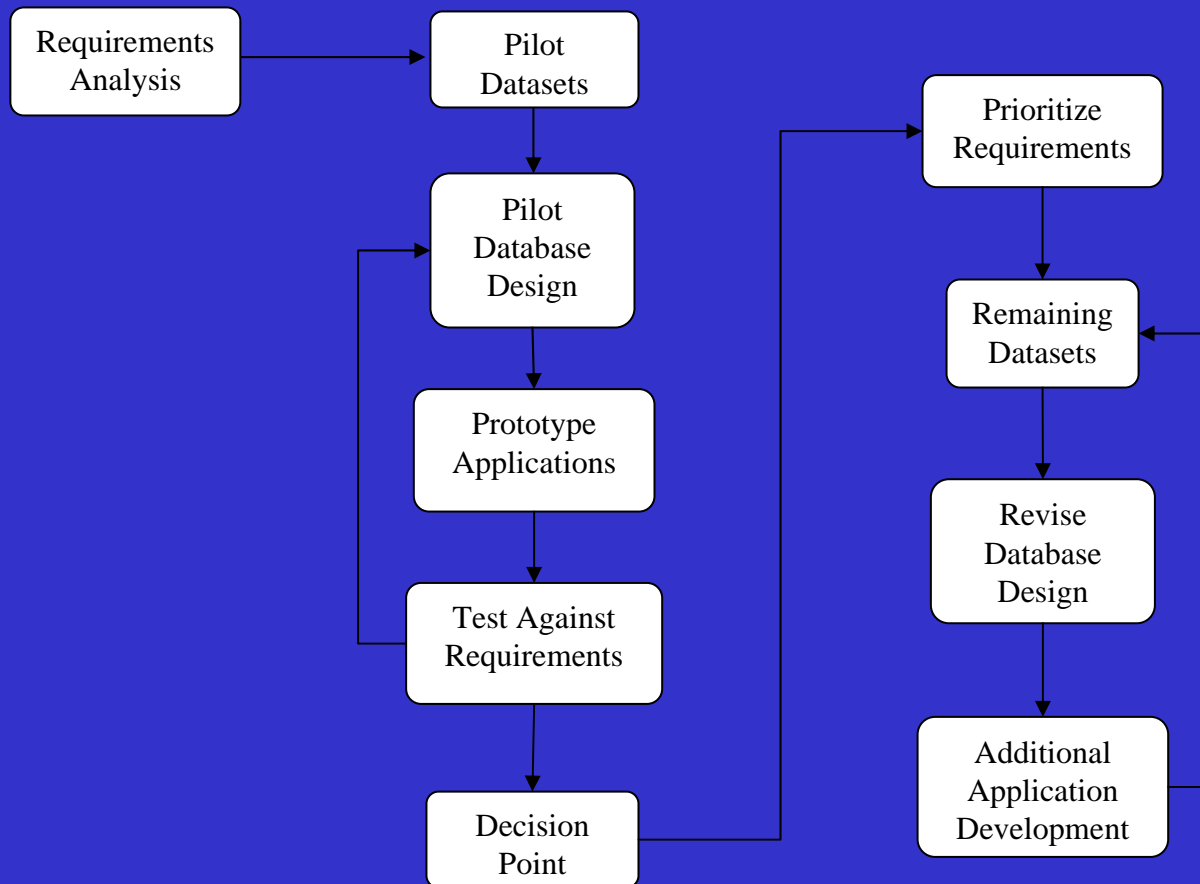 Requirements
Analysis
Pilot
Datasets
Pilot
Database
Design
Prototype
Applications
Test Against
Requirements
Decision
Point
Prioritize
Requirements
Remaining
Datasets
Revise
Database
Design
Additional
Application
Development